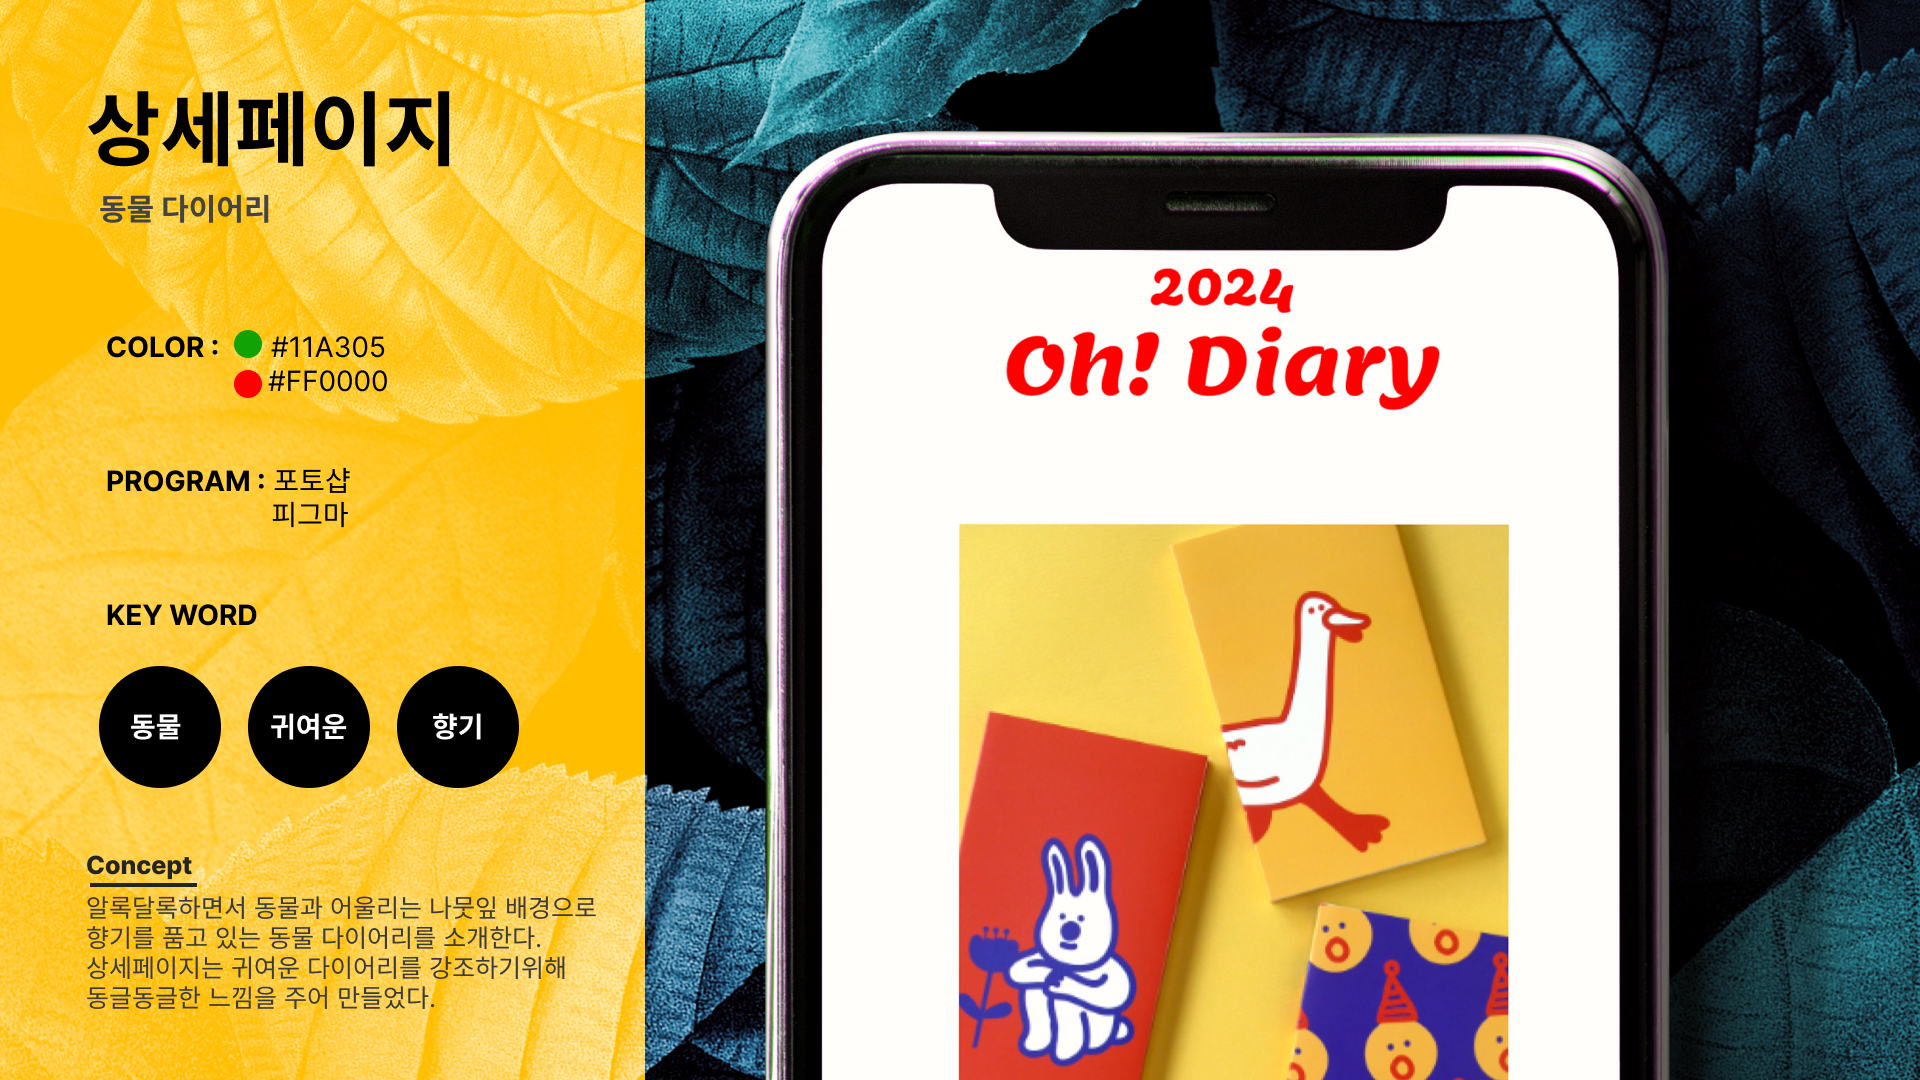 상세페이지
동물 다이어리
COLOR : #11A305
#FF0000
PROGRAM : 포토샵
피그마
KEY WORD
동물 귀여운 향기
Concept
알록달록하면서 동물과 어울리는 나뭇잎 배경으로
향기를 품고 있는 동물 다이어리를 소개한다.
상세페이지는 귀여운 다이어리를 강조하기위해
동글동글한 느낌을 주어 만들었다.
2024
Oh! Diary